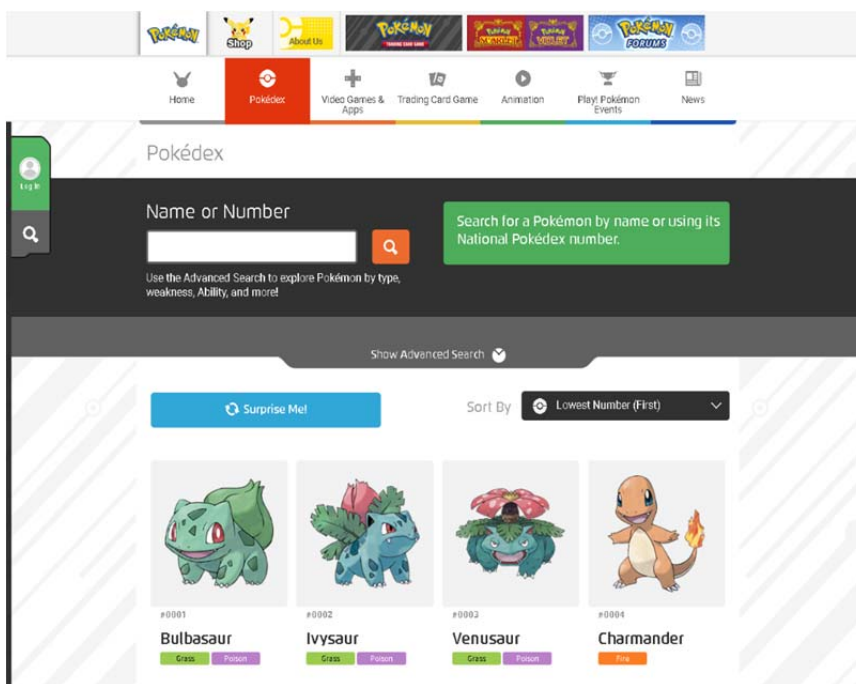 Pokémon
Shop
About Us
Pokémon
TRADING CARD GAME
Pokémon
SCARLET
Pokémon
VIOLET
Pokémon
FORUMS
Home
Pokédex
Video Games &
Apps
Trading Card Game
Animation
Play! Pokémon
Events
News
Pokédex
Log In
Name or Number
Search for a Pokémon by name or using its
National Pokédex number.
Use the Advanced Search to explore Pokémon by type,
weakness, Ability, and more!
Show Advanced Search
Surprise Me!
Sort By
Lowest Number (First)
#0001
#0002
#0003
#0004
Bulbasaur
Ivysaur
Venusaur
Charmander
Grass
Poison
Grass
Poison
Grass
Poison
Fire